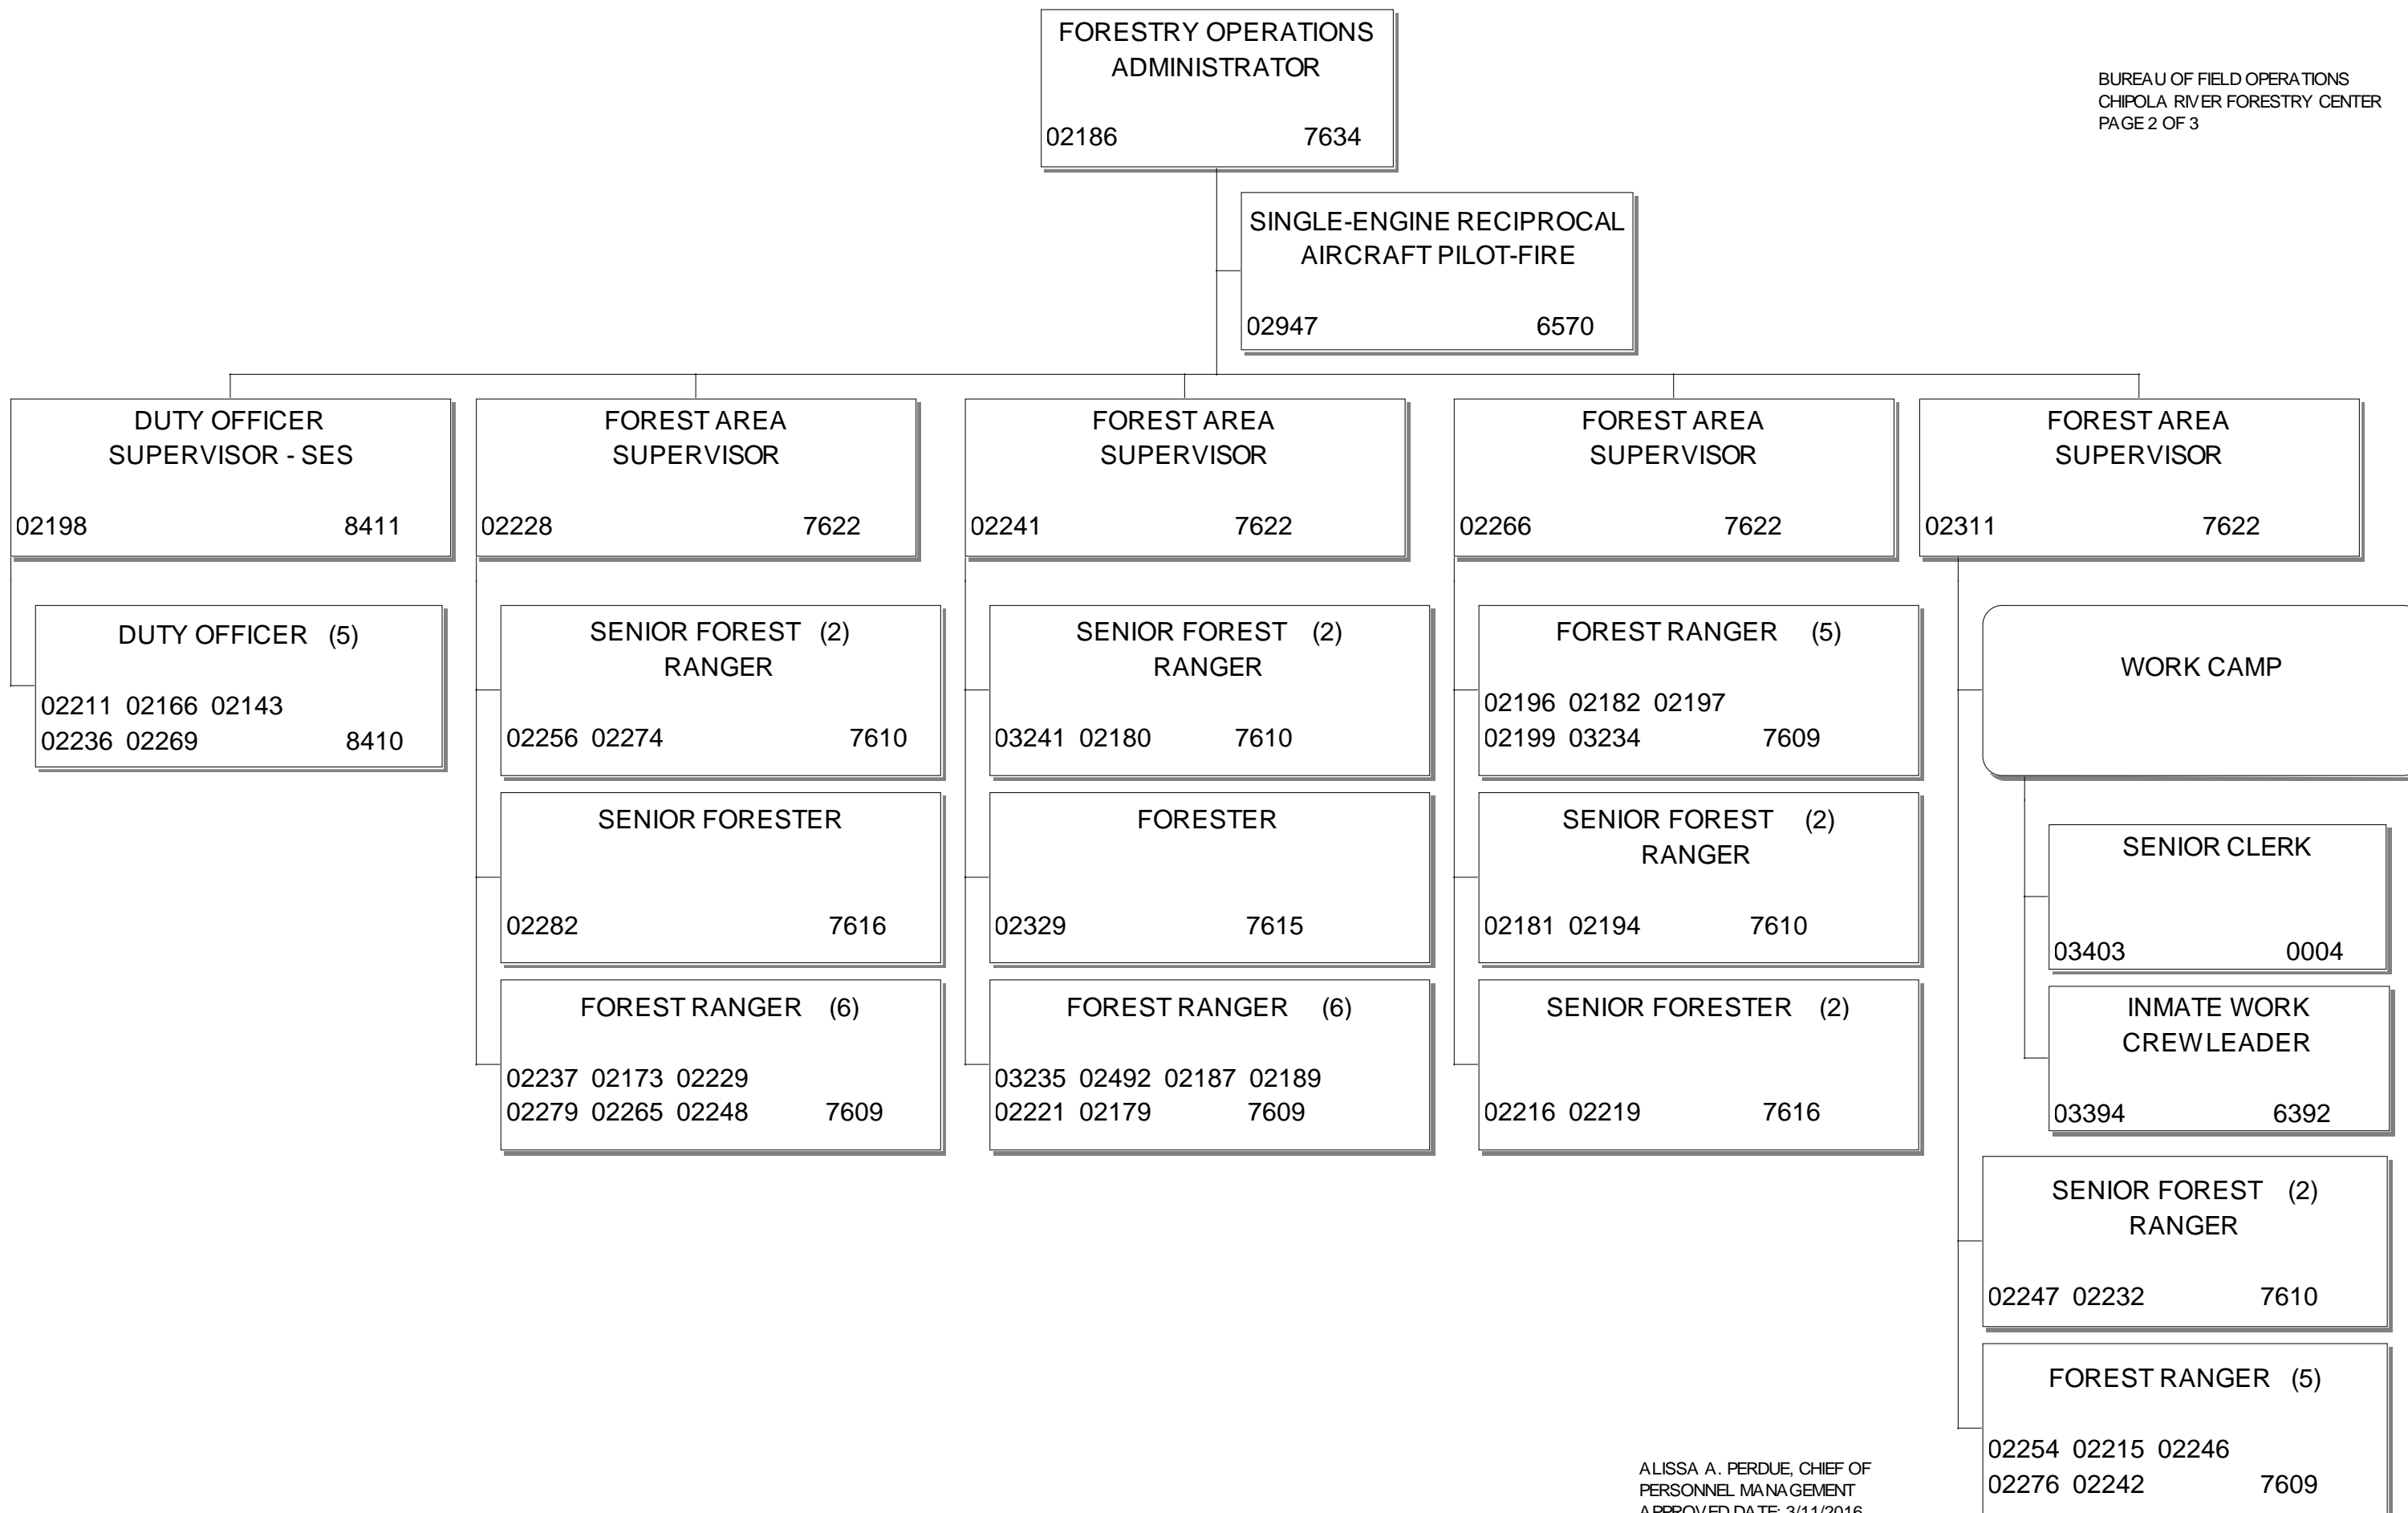 FORESTRY OPERATIONS
ADMINISTRATOR
02186 7634
BUREAU OF FIELD OPERATIONS
CHIPOLA RIVER FORESTRY CENTER
PAGE 2 OF 3
SINGLE-ENGINE RECIPROCAL
AIRCRAFT PILOT-FIRE
02947 6570
DUTY OFFICER
SUPERVISOR - SES
02198 8411
DUTY OFFICER (5)
02211 02166 02143
02236 02269 8410
FOREST AREA
SUPERVISOR
02228 7622
SENIOR FOREST (2)
RANGER
02256 02274 7610
SENIOR FORESTER
02282 7616
FOREST RANGER (6)
02237 02173 02229
02279 02265 02248 7609
FOREST AREA
SUPERVISOR
02241 7622
SENIOR FOREST (2)
RANGER
03241 02180 7610
FORESTER
02329 7615
FOREST RANGER (6)
03235 02492 02187 02189
02221 02179 7609
FOREST AREA
SUPERVISOR
02266 7622
FOREST RANGER (5)
02196 02182 02197
02199 03234 7609
SENIOR FOREST (2)
RANGER
02181 02194 7610
SENIOR FORESTER (2)
02216 02219 7616
FOREST AREA
SUPERVISOR
02311 7622
WORK CAMP
SENIOR CLERK
03403 0004
INMATE WORK
CREW LEADER
03394 6392
SENIOR FOREST (2)
RANGER
02247 02232 7610
FOREST RANGER (5)
02254 02215 02246
02276 02242 7609
ALISSA A. PERDUE, CHIEF OF
PERSONNEL MANAGEMENT
APPROVED DATE: 3/11/2016